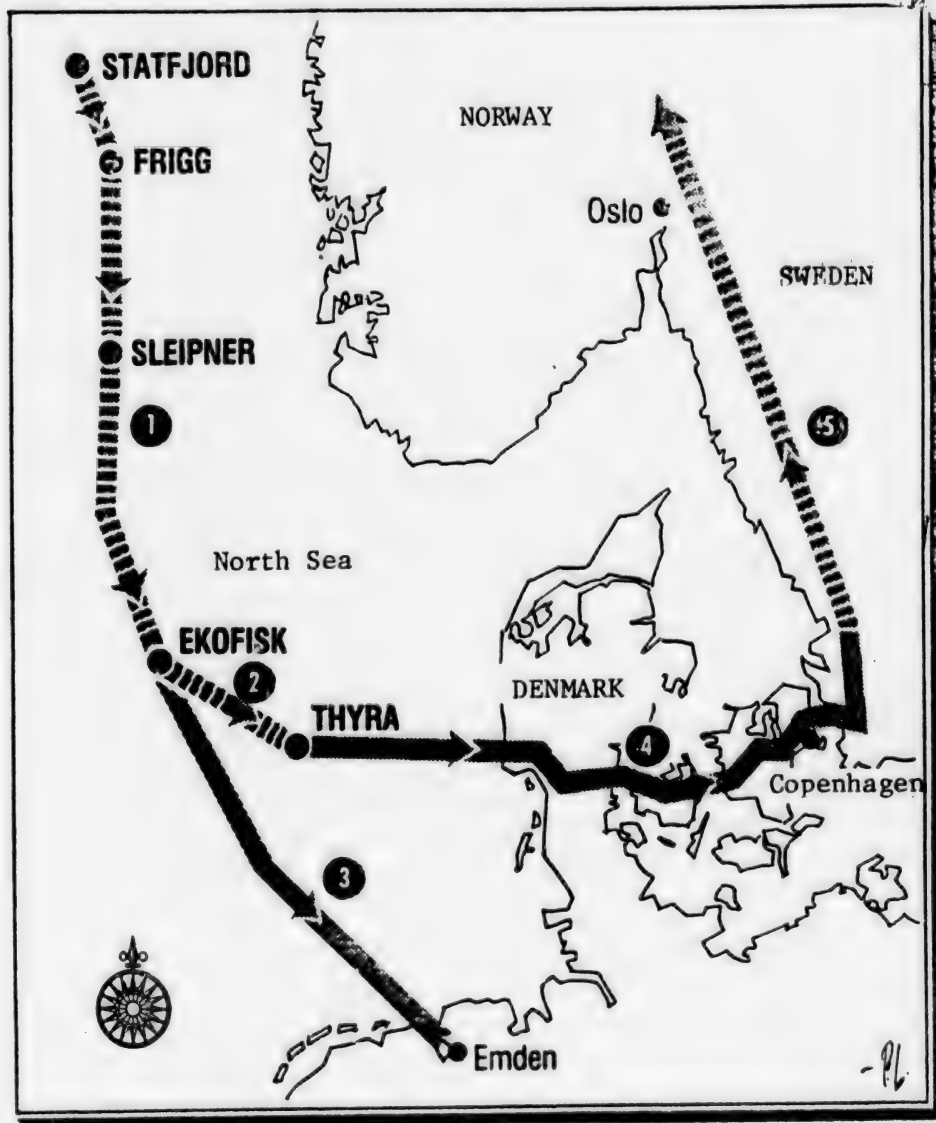 STATFJORD
NORWAY
FRIGG
Oslo
SWEDEN
SLEIPNER
1
5
North Sea
EKOFISK
2
DENMARK
THYRA
4
Copenhagen
3
Emden